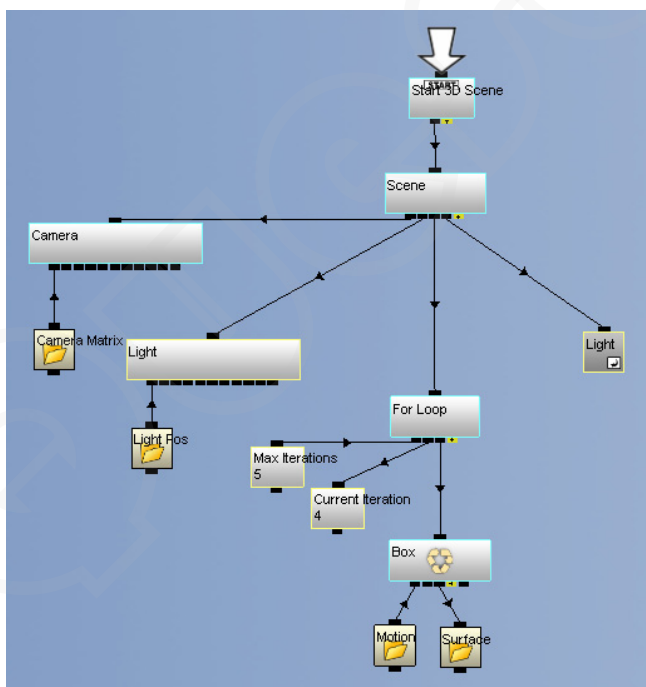 START
Start 3D Scene
Scene
Camera
Camera Matrix
Light
Light
Light Pos
For Loop
Max Iterations
5
Current Iteration
4
Box
Motion
Surface